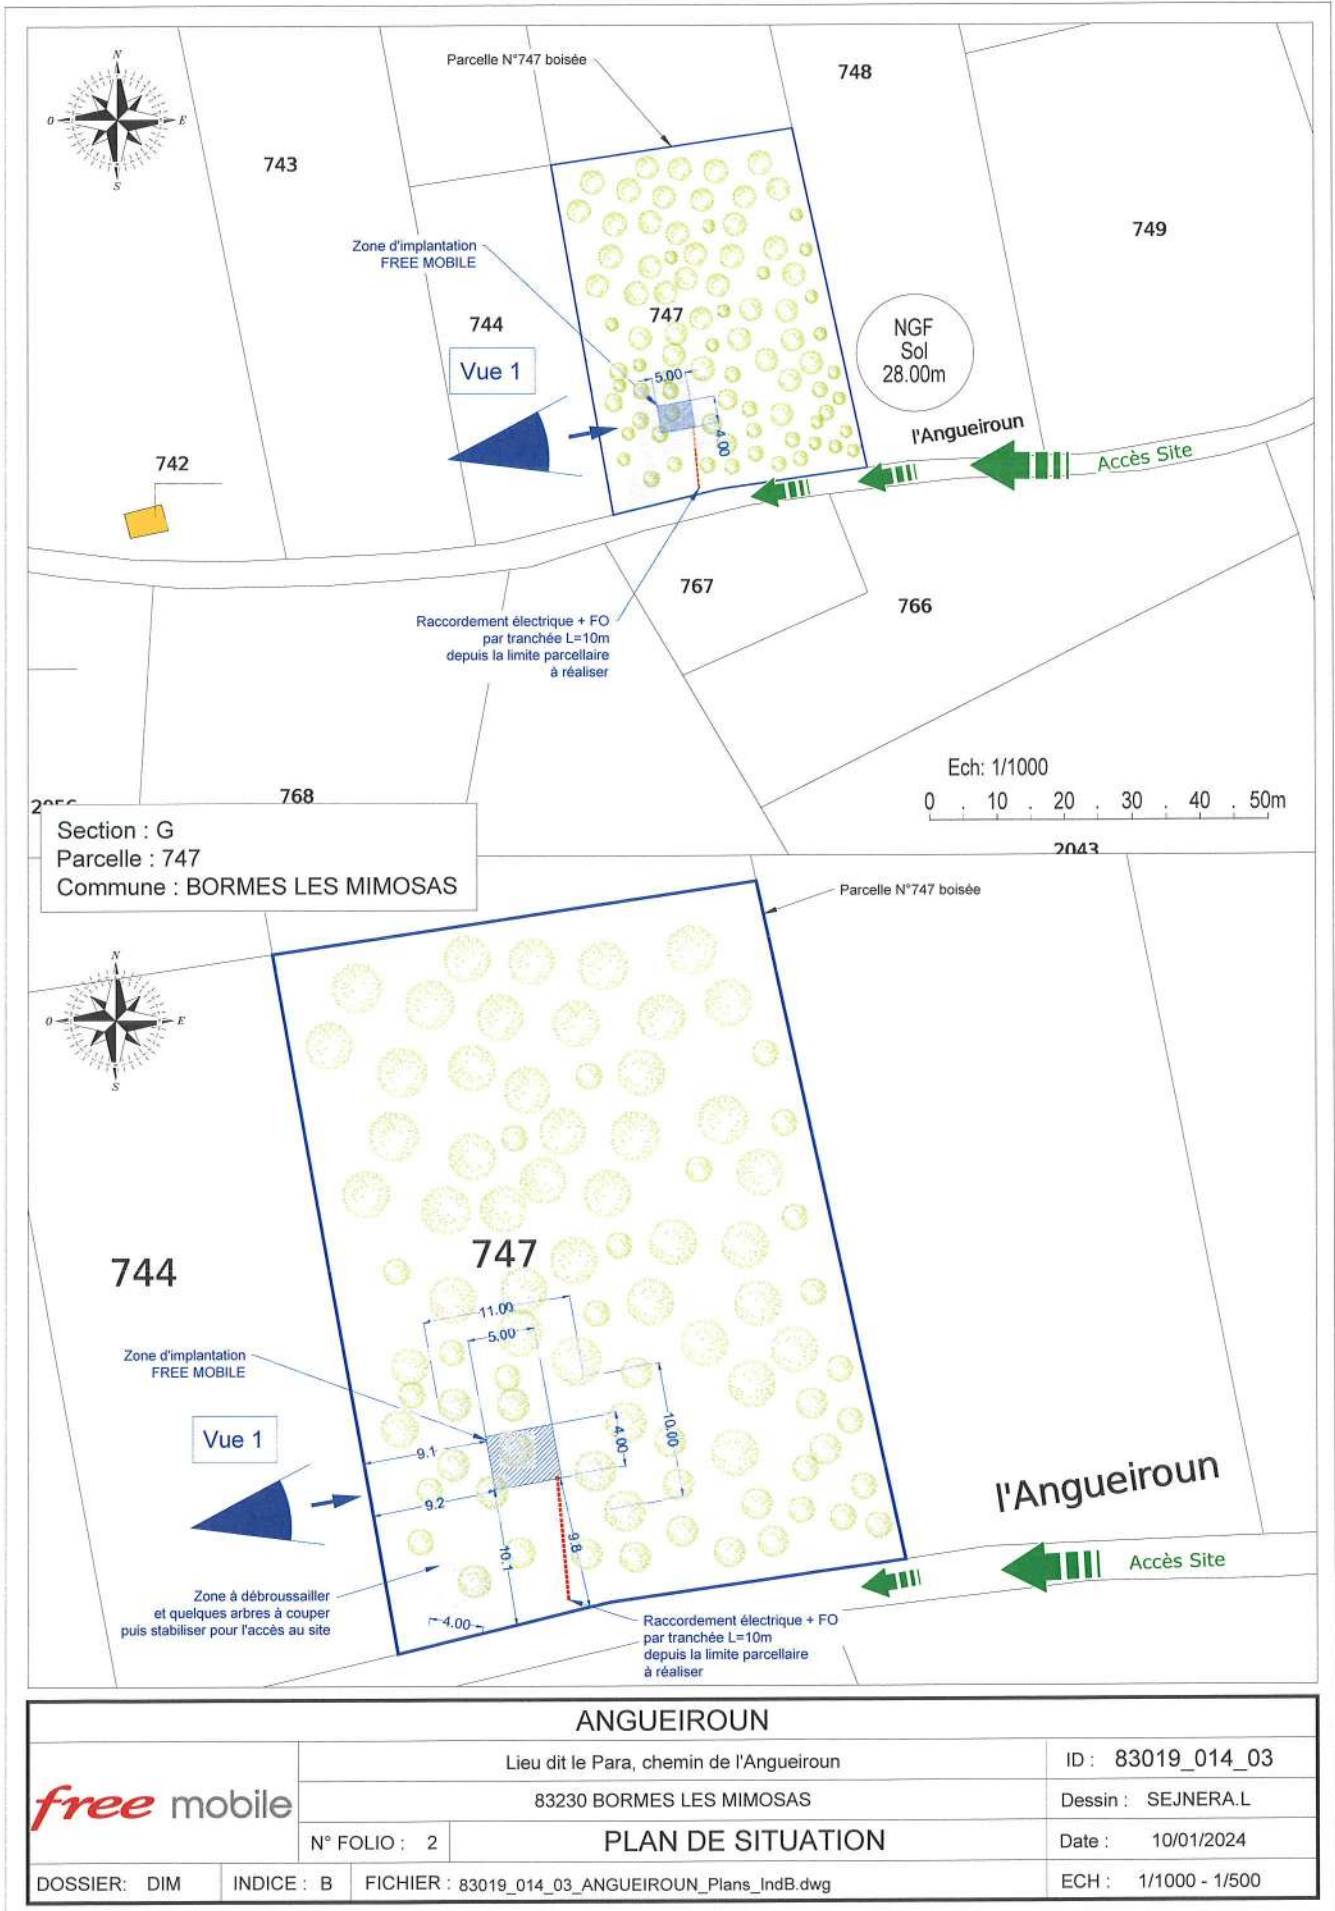 N
O
E
S
Parcelle N°747 boisée
748
743
749
Zone d'implantation
FREE MOBILE
747
744
NGF
Sol
28.00m
Vue 1
5.00
4.00
l'Angueiroun
Accès Site
742
767
766
Raccordement électrique + FO
par tranchée L=10m
depuis la limite parcellaire
à réaliser
Ech: 1/1000
0 . 10 . 20 . 30 . 40 . 50m
768
2043
Section : G
Parcelle : 747
Commune : BORMES LES MIMOSAS
Parcelle N°747 boisée
N
O
E
S
747
744
11.00
5.00
Zone d'implantation
FREE MOBILE
10.00
4.00
Vue 1
9.1
9.2
l'Angueiroun
10.1
9.8
Accès Site
Zone à débroussailler
et quelques arbres à couper
puis stabiliser pour l'accès au site
4.00
Raccordement électrique + FO
par tranchée L=10m
depuis la limite parcellaire
à réaliser
ANGUEIROUN
free mobile
Lieu dit le Para, chemin de l'Angueiroun
ID : 83019_014_03
83230 BORMES LES MIMOSAS
Dessin : SEJNERA.L
N° FOLIO : 2
PLAN DE SITUATION
Date : 10/01/2024
DOSSIER: DIM
INDICE : B
FICHIER : 83019_014_03_ANGUEIROUN_Plans_IndB.dwg
ECH : 1/1000 - 1/500